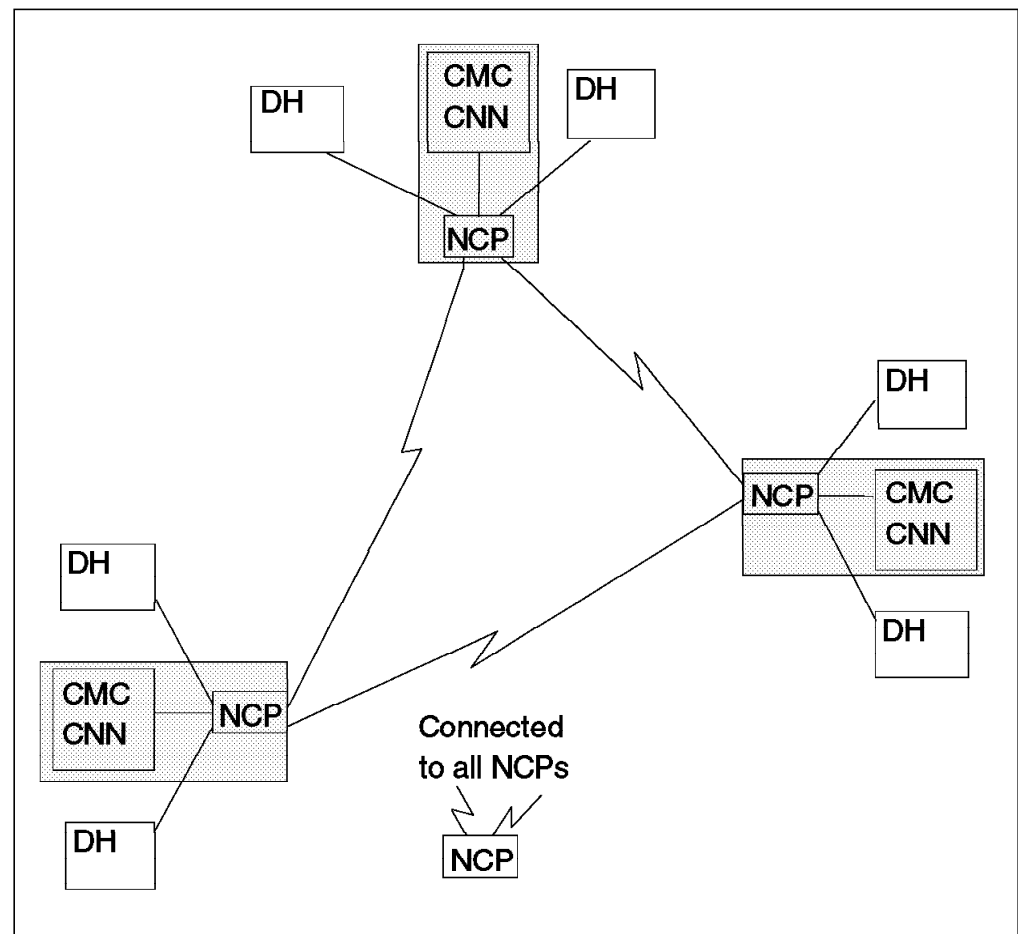 DH
CMC
CNN
DH
NCP
DH
NCP
CMC
CNN
DH
DH
CMC
CNN
NCP
DH
Connected
to all NCPs
NCP